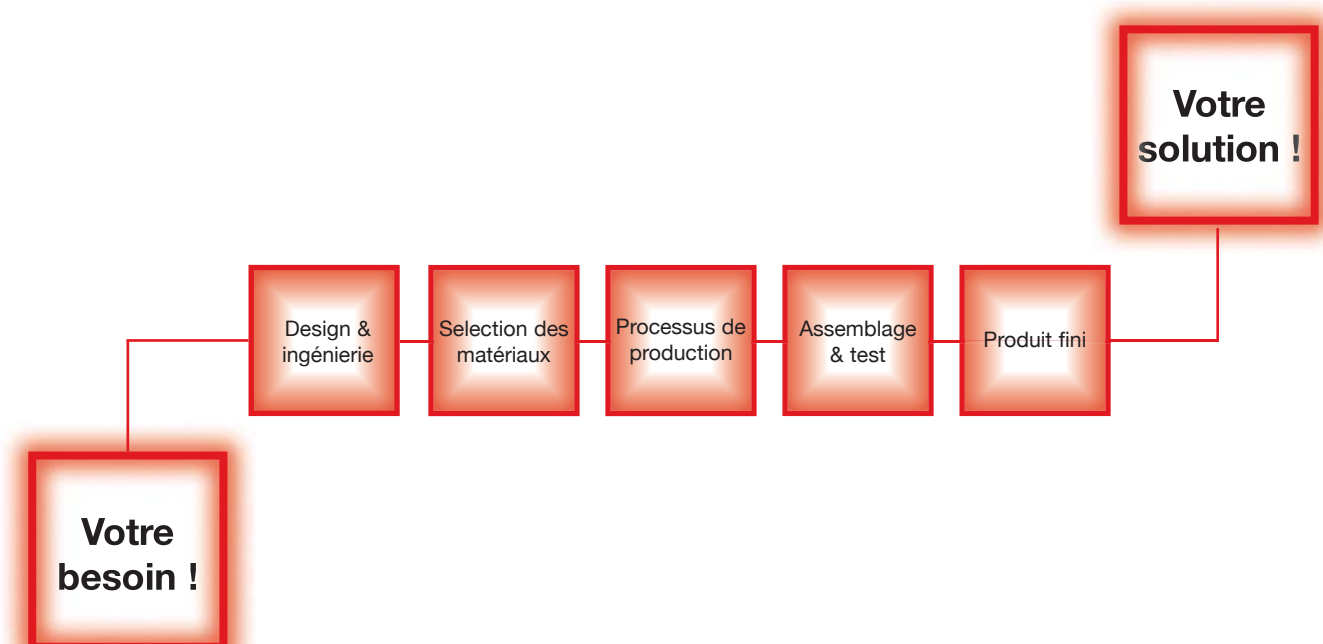 Votre
solution !
Design &
ingénierie
Selection des
matériaux
Processus de
production
Assemblage
& test
Produit fini
Votre
besoin !